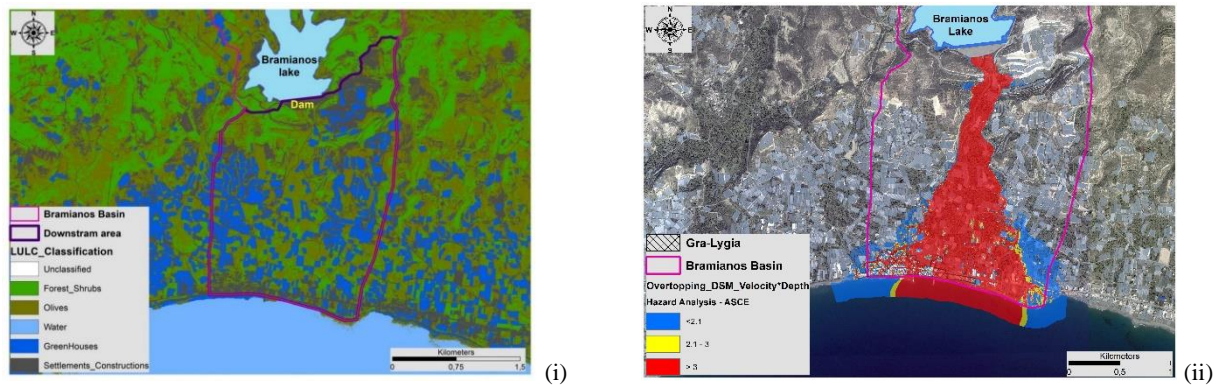 N
W E
S
Bramianos
lake
Dam
Bramianos Basin
Downstram area
LULC_Classification
Unclassified
Forest_Shrubs
Olives
Water
GreenHouses
Settlements_Constructions
Kilometers
0 0,75 1,5
(i)
N
W E
S
Bramianos
Lake
Gra-Lygia
Bramianos Basin
Overtopping_DSM_Velocity*Depth
Hazard Analysis - ASCE
<2.1
2.1 - 3
> 3
Kilometers
0 0,5 1
(ii)